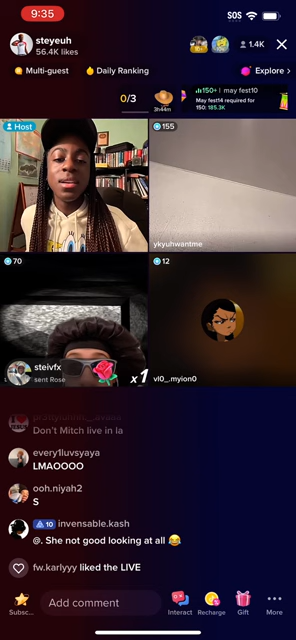 9:35
SOS
steyeuh
56.4K likes
1.4K
Multi-guest
Daily Ranking
Explore >
0/3
3h44m
150+ | may fest10
May fest14 required for
150: 185.3K
Host
155
ykyuhwantme
70
12
steivfx
sent Rose
x1
vl0_.myion0
Don't Mitch live in la
every1luvsyaya
LMAOOOO
ooh.niyah2
S
10 invensable.kash
@. She not good looking at all 😂
fw.karlyyy liked the LIVE
Subsc...
Add comment
Interact
Recharge
Gift
More